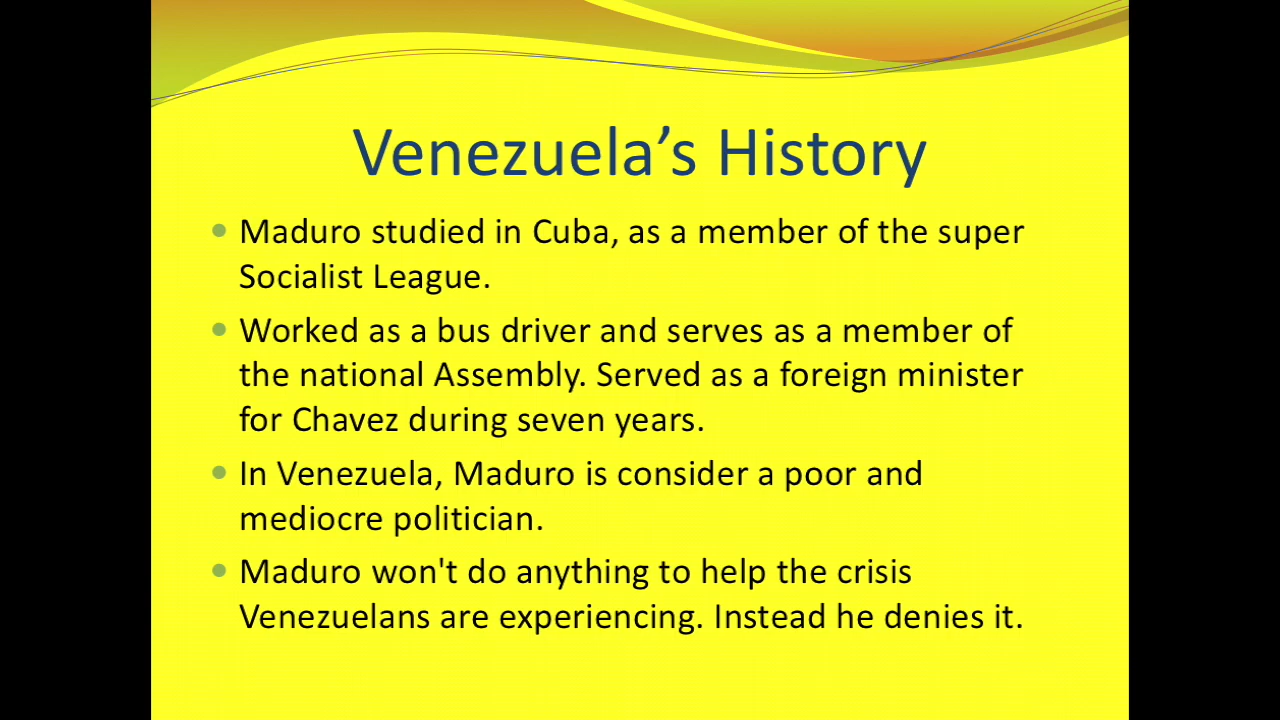 Venezuela’s History
Maduro studied in Cuba, as a member of the super
Socialist League.
Worked as a bus driver and serves as a member of
the national Assembly. Served as a foreign minister
for Chavez during seven years.
In Venezuela, Maduro is consider a poor and
mediocre politician.
Maduro won't do anything to help the crisis
Venezuelans are experiencing. Instead he denies it.